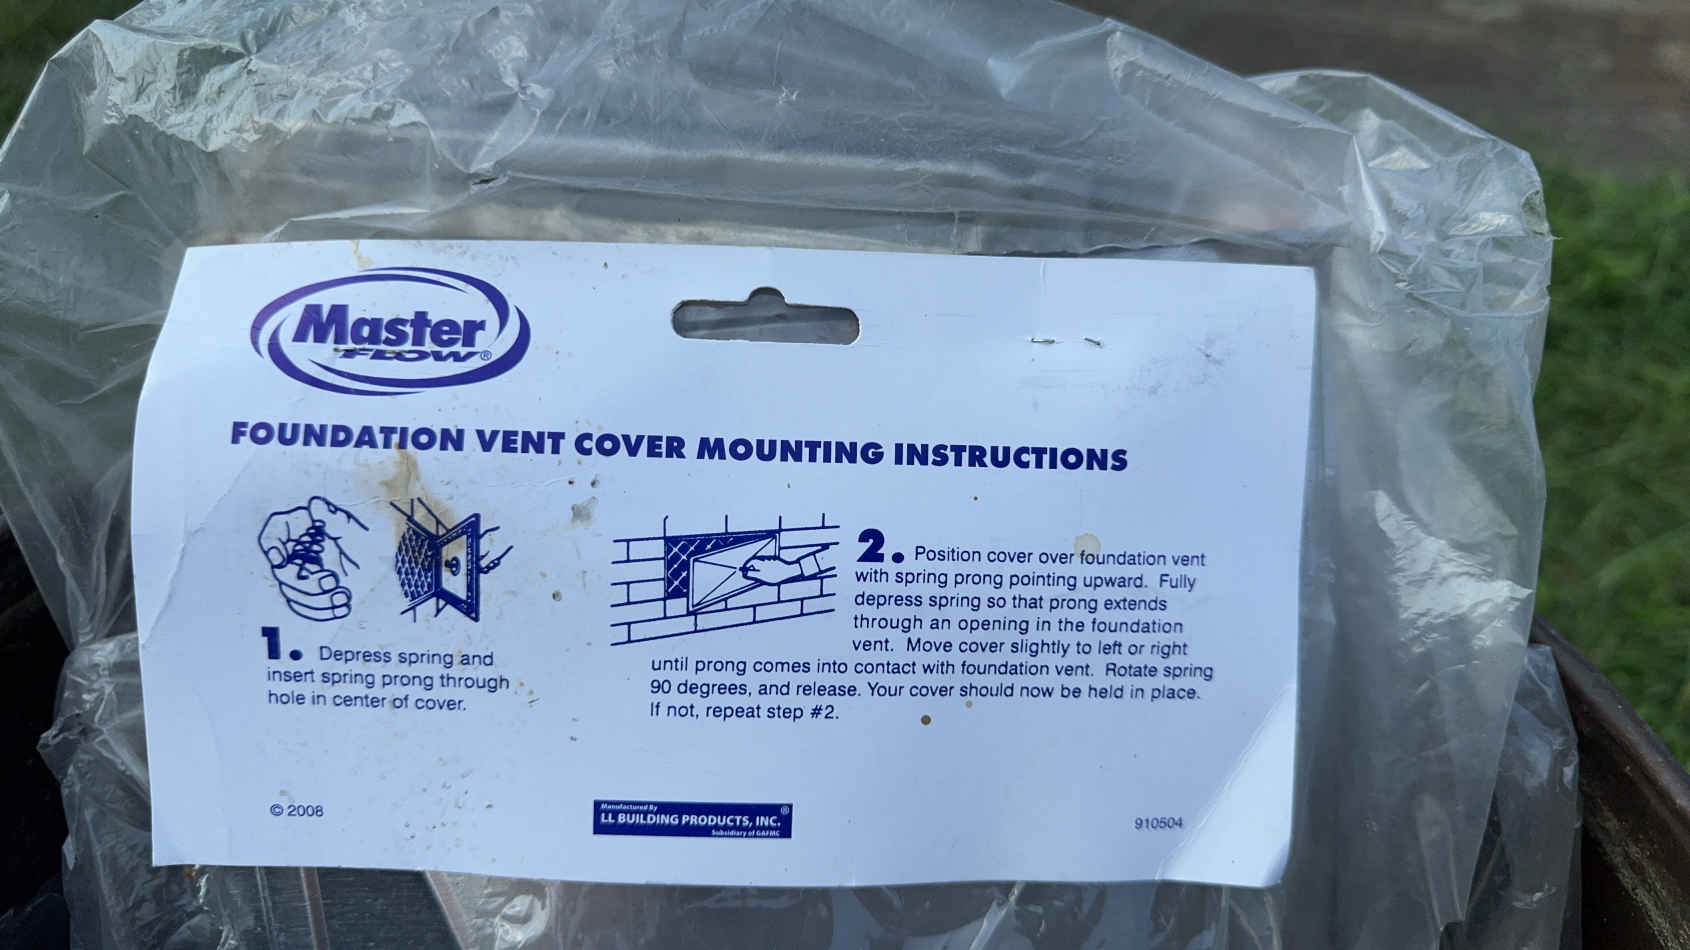 Master
FLOW®
FOUNDATION VENT COVER MOUNTING INSTRUCTIONS
1. Depress spring and
insert spring prong through
hole in center of cover.
2. Position cover over foundation vent
with spring prong pointing upward. Fully
depress spring so that prong extends
through an opening in the foundation
vent. Move cover slightly to left or right
until prong comes into contact with foundation vent. Rotate spring
90 degrees, and release. Your cover should now be held in place.
If not, repeat step #2.
© 2008
Manufactured By ®
LL BUILDING PRODUCTS, INC.
Subsidiary of GAFMC
910504